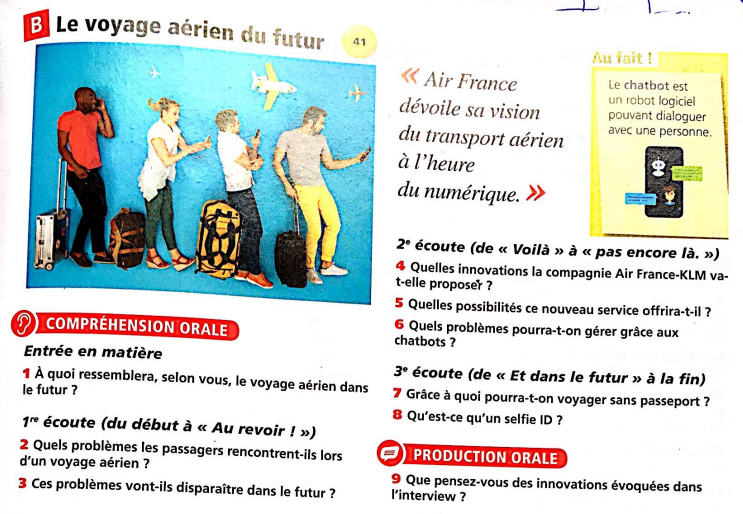 B Le voyage aérien du futur 41
« Air France
dévoile sa vision
du transport aérien
à l'heure
du numérique. »
Au fait !
Le chatbot est
un robot logiciel
pouvant dialoguer
avec une personne.
COMPRÉHENSION ORALE
Entrée en matière
1 À quoi ressemblera, selon vous, le voyage aérien dans
le futur ?
1re écoute (du début à « Au revoir ! »)
2 Quels problèmes les passagers rencontrent-ils lors
d'un voyage aérien ?
3 Ces problèmes vont-ils disparaître dans le futur ?
2e écoute (de « Voilà » à « pas encore là. »)
4 Quelles innovations la compagnie Air France-KLM va-
t-elle proposer ?
5 Quelles possibilités ce nouveau service offrira-t-il ?
6 Quels problèmes pourra-t-on gérer grâce aux
chatbots ?
3e écoute (de « Et dans le futur » à la fin)
7 Grâce à quoi pourra-t-on voyager sans passeport ?
8 Qu'est-ce qu'un selfie ID ?
PRODUCTION ORALE
9 Que pensez-vous des innovations évoquées dans
l'interview ?